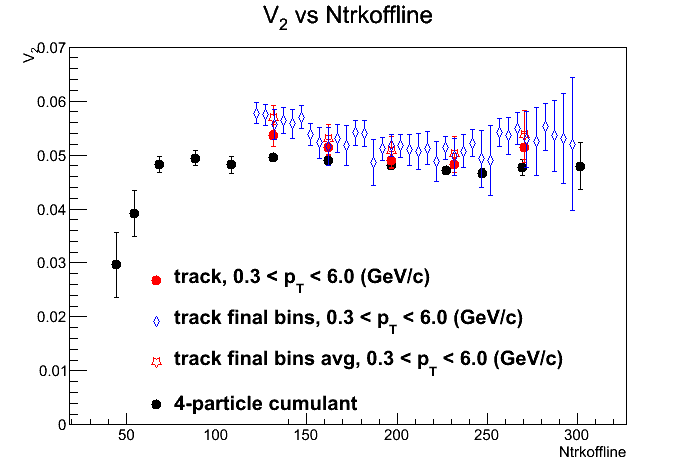 V2 vs Ntrkoffline
V2
0.07
0.06
0.05
0.04
0.03
0.02
0.01
0
track, 0.3 < pT < 6.0 (GeV/c)
track final bins, 0.3 < pT < 6.0 (GeV/c)
track final bins avg, 0.3 < pT < 6.0 (GeV/c)
4-particle cumulant
50 100 150 200 250 300
Ntrkoffline